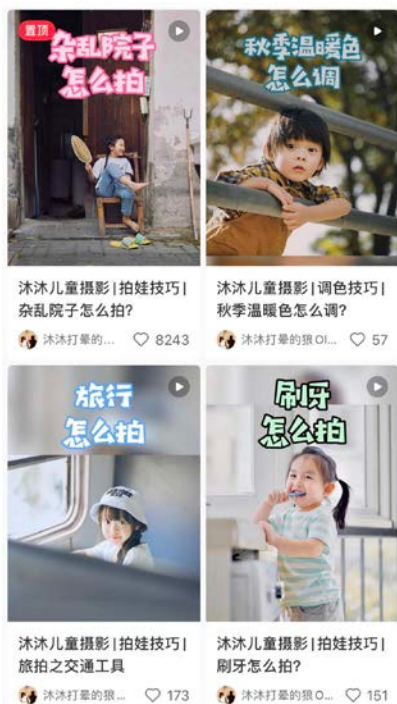 置顶
杂乱院子
怎么拍
沐沐儿童摄影|拍娃技巧|
杂乱院子怎么拍?
沐沐打晕的...
8243
秋季温暖色
怎么调
沐沐儿童摄影|调色技巧|
秋季温暖色怎么调?
沐沐打晕的狼Ol...
57
旅行
怎么拍
沐沐儿童摄影|拍娃技巧|
旅拍之交通工具
沐沐打晕的狼...
173
刷牙
怎么拍
沐沐儿童摄影|拍娃技巧|
刷牙怎么拍?
沐沐打晕的狼O...
151